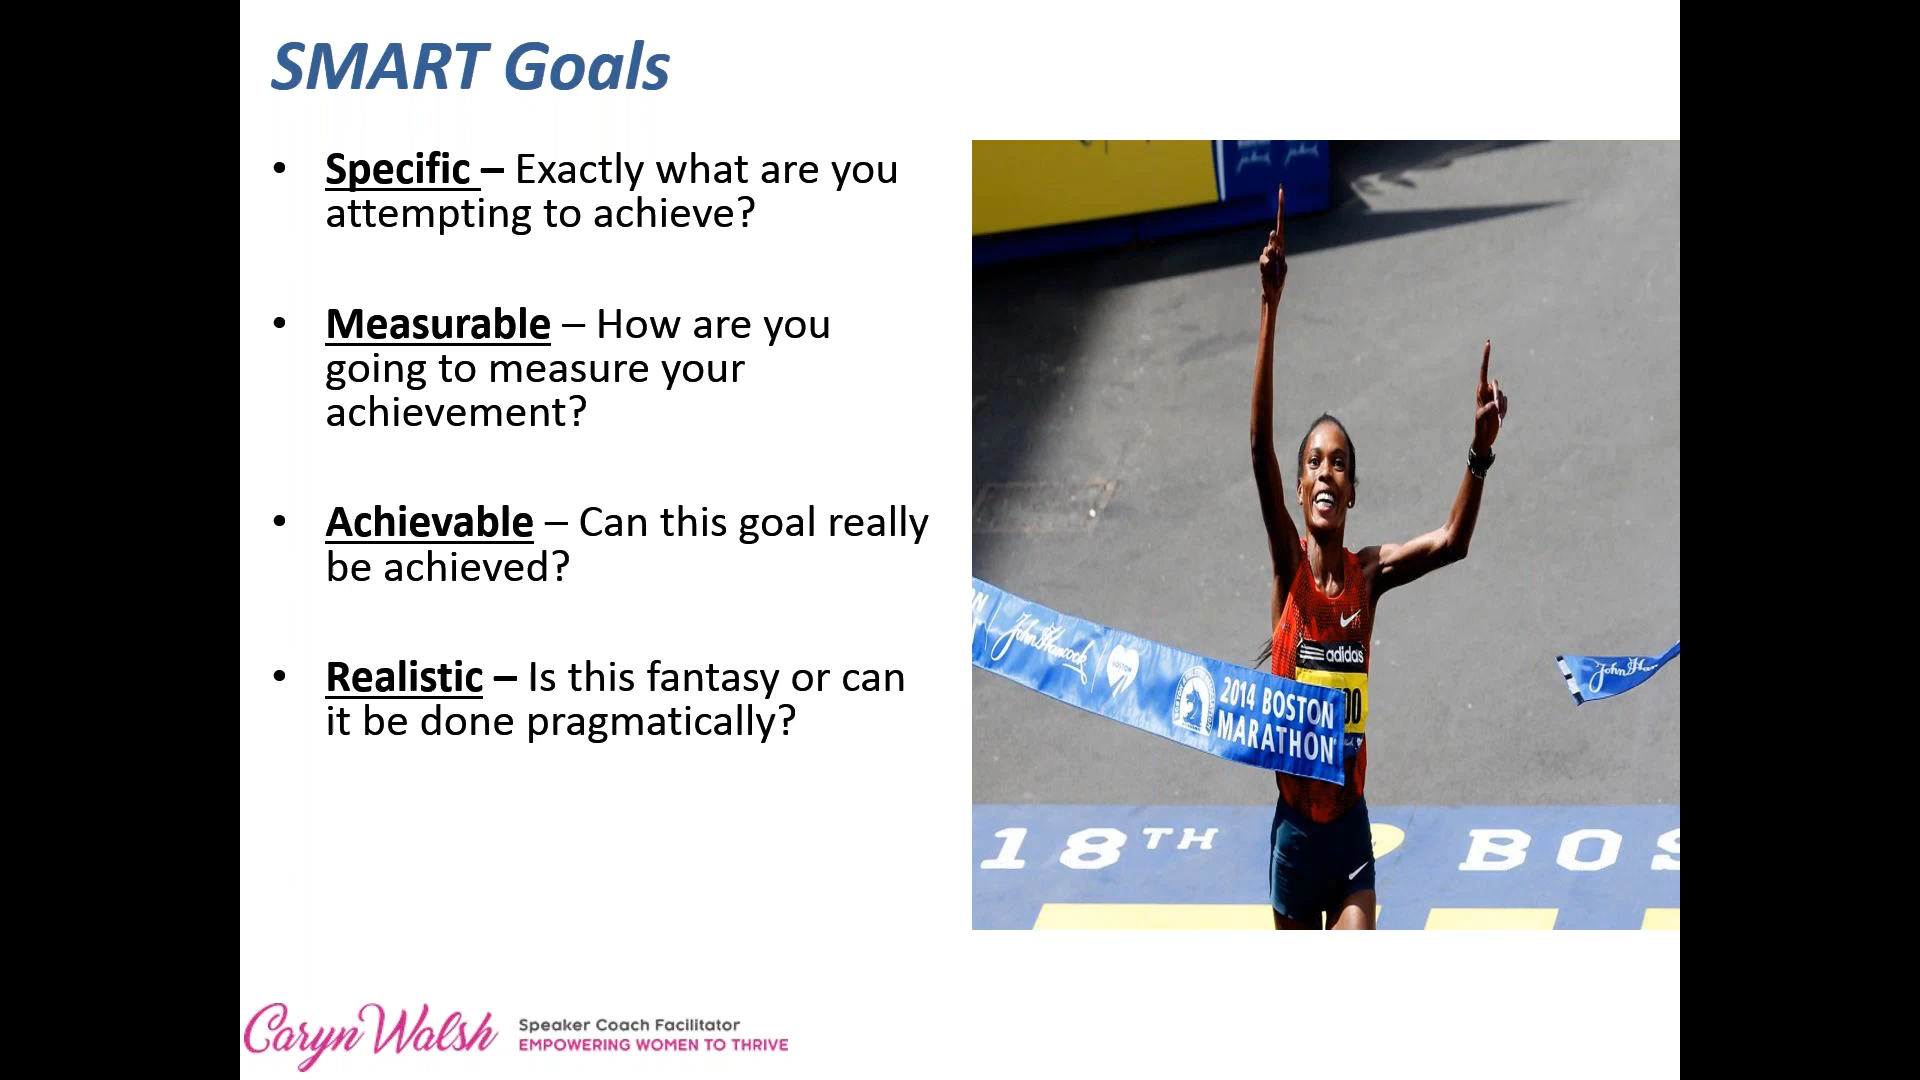 SMART Goals
• Specific – Exactly what are you
attempting to achieve?
• Measurable – How are you
going to measure your
achievement?
• Achievable – Can this goal really
be achieved?
• Realistic – Is this fantasy or can
it be done pragmatically?
John Hancock
BOSTON
2014 BOSTON
MARATHON
adidas
18TH BOS
Caryn Walsh
Speaker Coach Facilitator
EMPOWERING WOMEN TO THRIVE